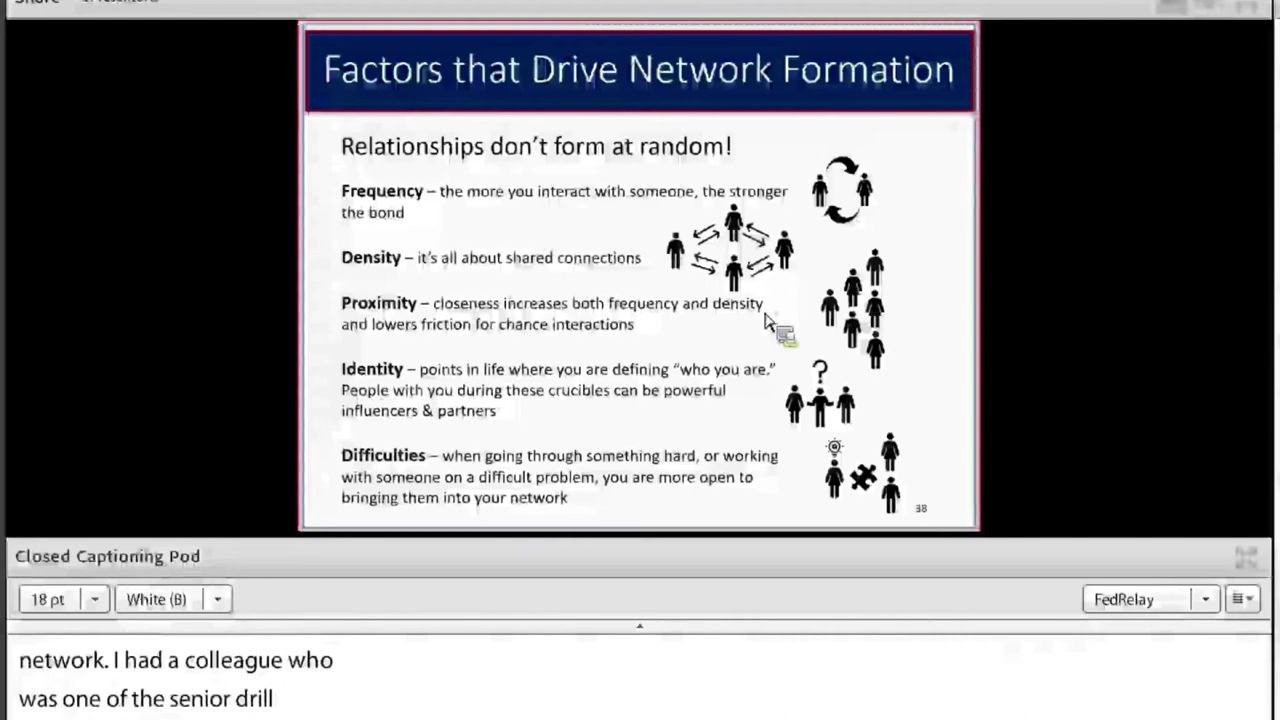 Factors that Drive Network Formation
Relationships don't form at random!
Frequency – the more you interact with someone, the stronger
the bond
Density – it's all about shared connections
Proximity – closeness increases both frequency and density
and lowers friction for chance interactions
?
Identity – points in life where you are defining “who you are.”
People with you during these crucibles can be powerful
influencers & partners
Difficulties – when going through something hard, or working
with someone on a difficult problem, you are more open to
bringing them into your network
38
Closed Captioning Pod
18 pt
White (B)
FedRelay
network. I had a colleague who
was one of the senior drill